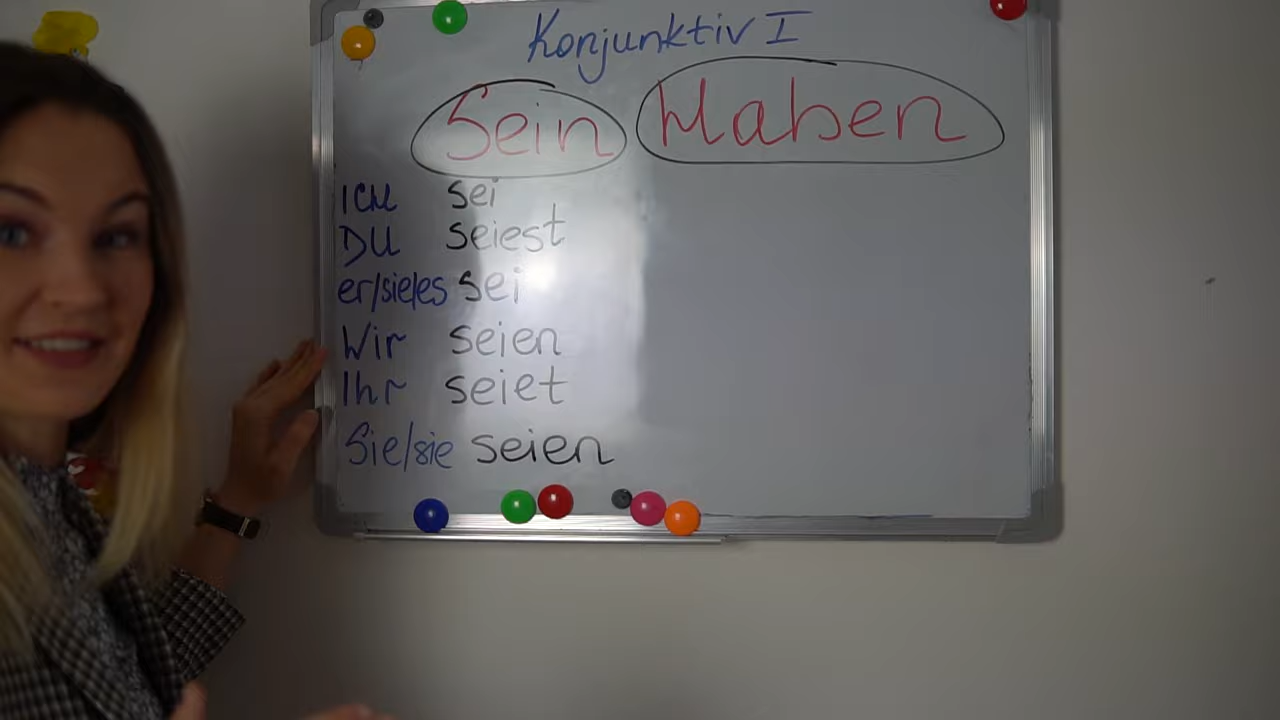 Konjunktiv I
Sein Haben
ICH sei
DU seiest
er/sie/es sei
Wir seien
Ihr seiet
Sie/sie seien